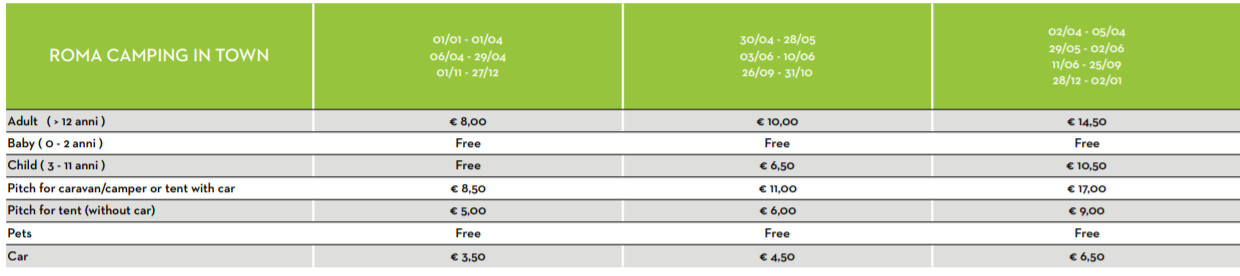 ROMA CAMPING IN TOWN
01/01 - 01/04
06/04 - 29/04
01/11 - 27/12
30/04 - 28/05
03/06 - 10/06
26/09 - 31/10
02/04 - 05/04
29/05 - 02/06
11/06 - 25/09
28/12 - 02/01
Adult ( > 12 anni ) € 8,00 € 10,00 € 14,50
Baby ( 0 - 2 anni ) Free Free Free
Child ( 3 - 11 anni ) Free € 6,50 € 10,50
Pitch for caravan/camper or tent with car € 8,50 € 11,00 € 17,00
Pitch for tent (without car) € 5,00 € 6,00 € 9,00
Pets Free Free Free
Car € 3,50 € 4,50 € 6,50